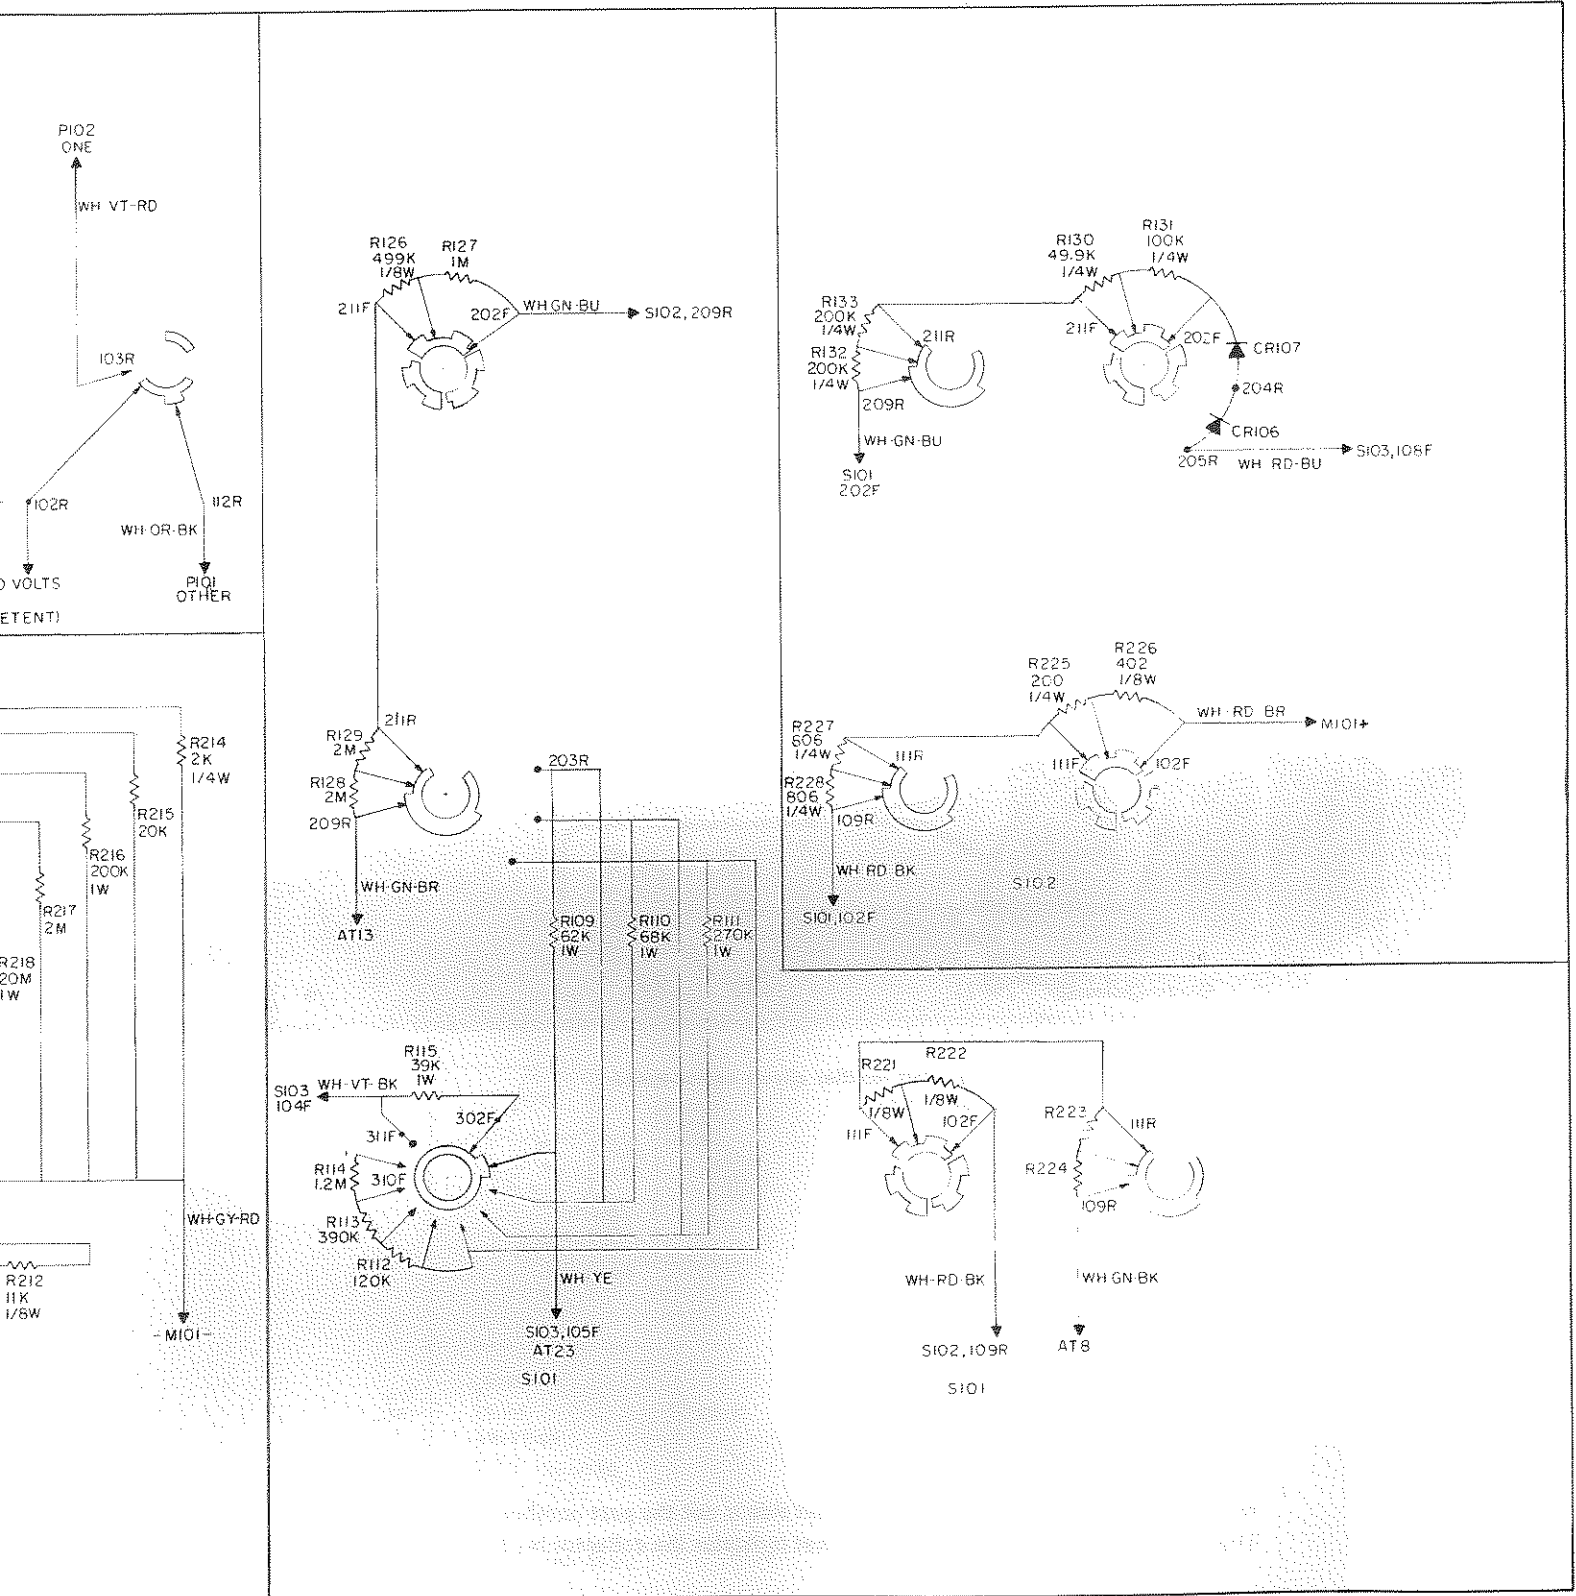 P102
ONE
WH VT-RD
103R
102R
112R
WH-OR-BK
VOLTS
P101
OTHER
ETENT)
R214
2K
1/4W
R215
20K
R216
200K
1W
R217
2M
R218
20M
1W
WH-GY-RD
R212
11K
1/8W
-M101-
R126
499K
1/8W
R127
1M
211F
202F
WH GN-BU
S102,209R
211R
R129
2M
R128
2M
209R
WH-GN-BR
AT13
203R
R109
62K
1W
R110
68K
1W
R111
270K
1W
R115
39K
1W
S103
104F
WH-VT-BK
302F
311F
R114
1.2M
310F
R113
390K
R112
120K
WH-YE
S103,105F
AT23
S101
R133
200K
1/4W
R132
200K
1/4W
211R
209R
WH-GN-BU
S101
202F
R130
49.9K
1/4W
R131
100K
1/4W
211F
202F
CR107
204R
CR106
205R
WH RD-BU
S103,108F
R225
200
1/4W
R226
402
1/8W
WH-RD BR
M101+
R227
606
1/4W
111R
R228
806
1/4W
109R
111F
102F
WH RD BK
S101,102F
S102
R221
R222
1/8W
1/8W
102F
111F
WH-RD-BK
S102,109R
S101
R223
111R
R224
109R
WH GN-BK
AT8